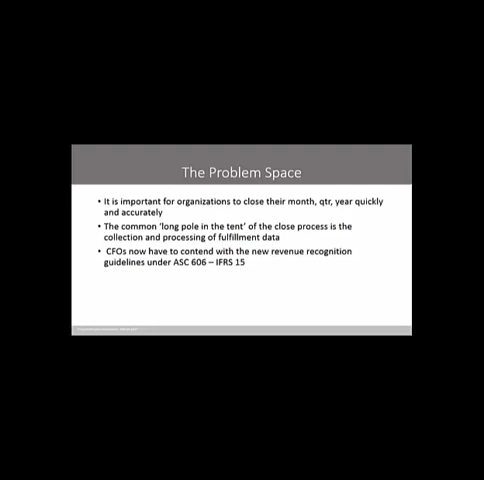 The Problem Space
• It is important for organizations to close their month, qtr, year quickly
and accurately
• The common 'long pole in the tent' of the close process is the
collection and processing of fulfillment data
• CFOs now have to contend with the new revenue recognition
guidelines under ASC 606 – IFRS 15